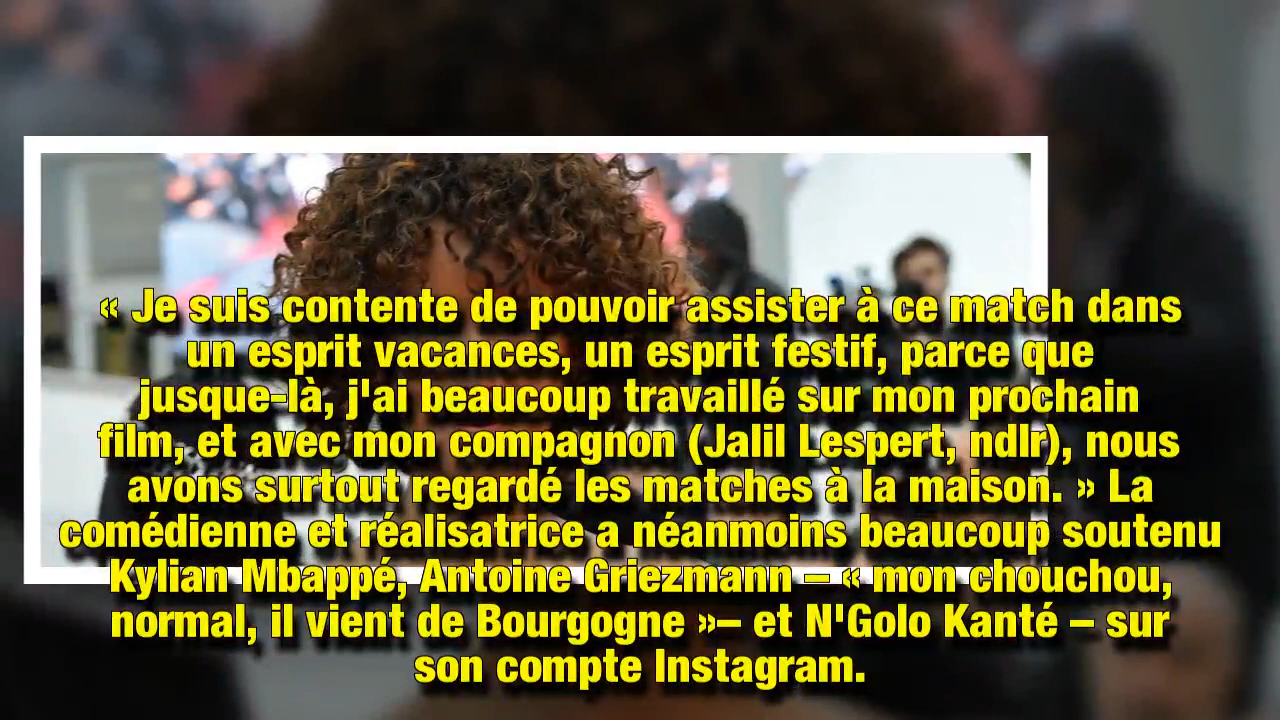 « Je suis contente de pouvoir assister à ce match dans
un esprit vacances, un esprit festif, parce que
jusque-là, j'ai beaucoup travaillé sur mon prochain
film, et avec mon compagnon (Jalil Lespert, ndlr), nous
avons surtout regardé les matches à la maison. » La
comédienne et réalisatrice a néanmoins beaucoup soutenu
Kylian Mbappé, Antoine Griezmann – « mon chouchou,
normal, il vient de Bourgogne »– et N'Golo Kanté – sur
son compte Instagram.